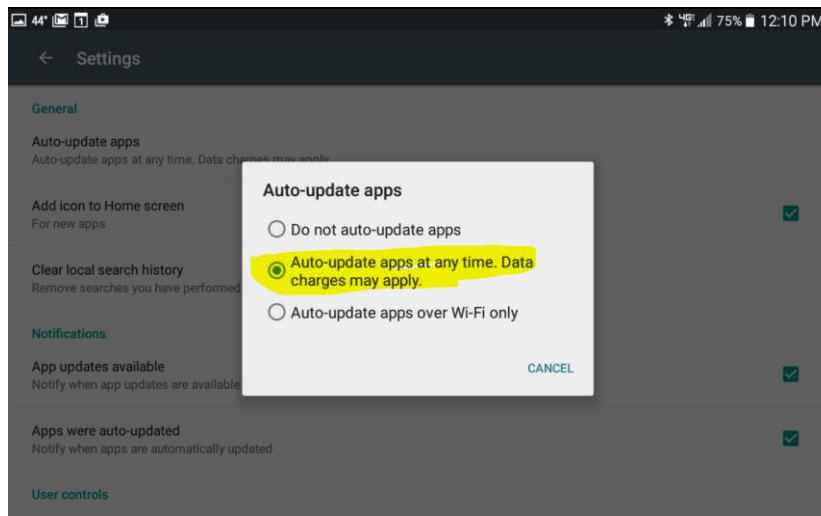 44° 1 4G 75% 12:10 PM
Settings
General
Auto-update apps
Auto-update apps at any time. Data charges may apply.
Add icon to Home screen
For new apps
Clear local search history
Remove searches you have performed
Notifications
App updates available
Notify when app updates are available
Apps were auto-updated
Notify when apps are automatically updated
User controls
Auto-update apps
Do not auto-update apps
Auto-update apps at any time. Data
charges may apply.
Auto-update apps over Wi-Fi only
CANCEL